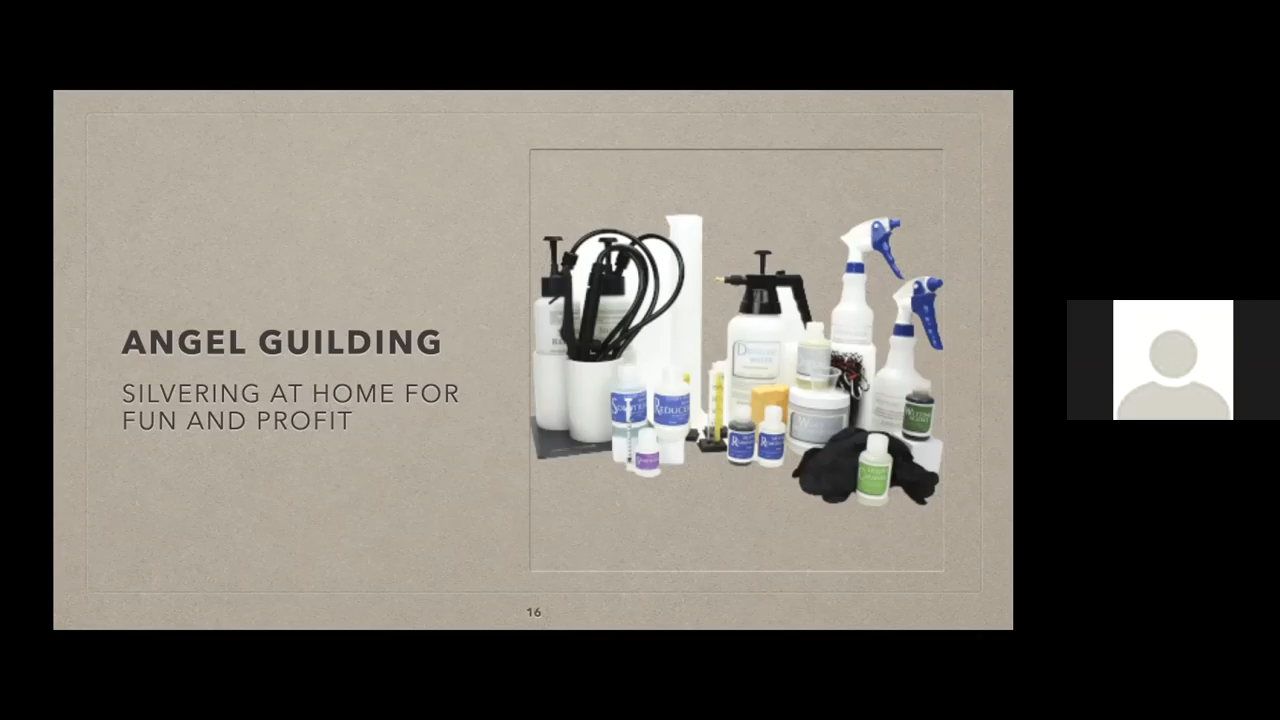 ANGEL GUILDING
SILVERING AT HOME FOR
FUN AND PROFIT
16